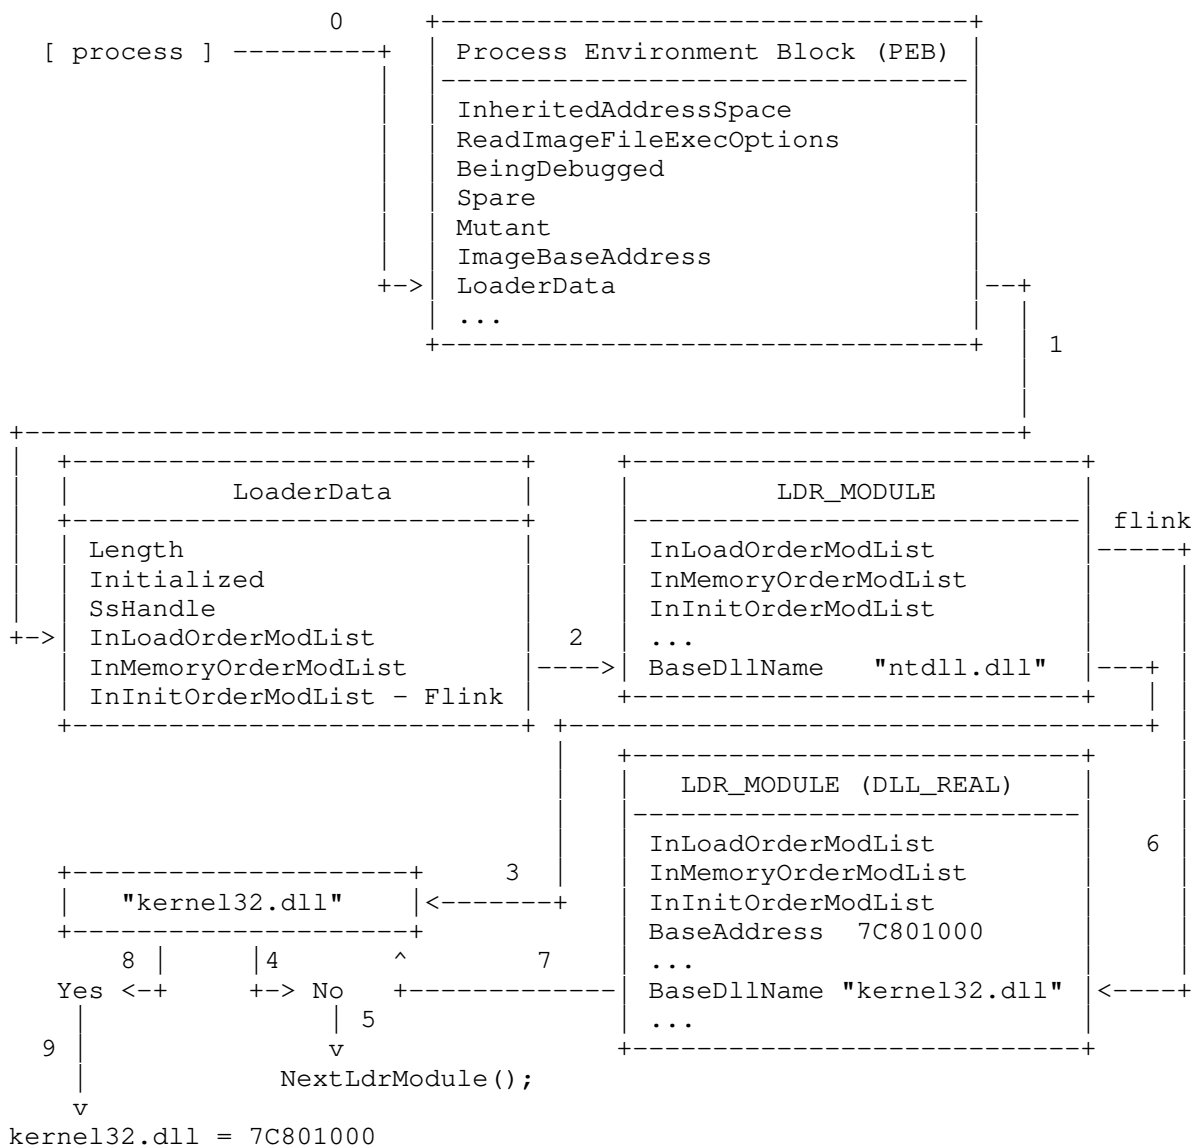 0
[ process ]
Process Environment Block (PEB)
InheritedAddressSpace
ReadImageFileExecOptions
BeingDebugged
Spare
Mutant
ImageBaseAddress
LoaderData
...
1
LoaderData
Length
Initialized
SsHandle
InLoadOrderModList
InMemoryOrderModList
InInitOrderModList - Flink
2
LDR_MODULE
InLoadOrderModList
InMemoryOrderModList
InInitOrderModList
...
BaseDllName "ntdll.dll"
flink
LDR_MODULE (DLL_REAL)
InLoadOrderModList
InMemoryOrderModList
InInitOrderModList
BaseAddress 7C801000
...
BaseDllName "kernel32.dll"
...
6
3
"kernel32.dll"
8
4
7
Yes
No
5
9
NextLdrModule();
kernel32.dll = 7C801000